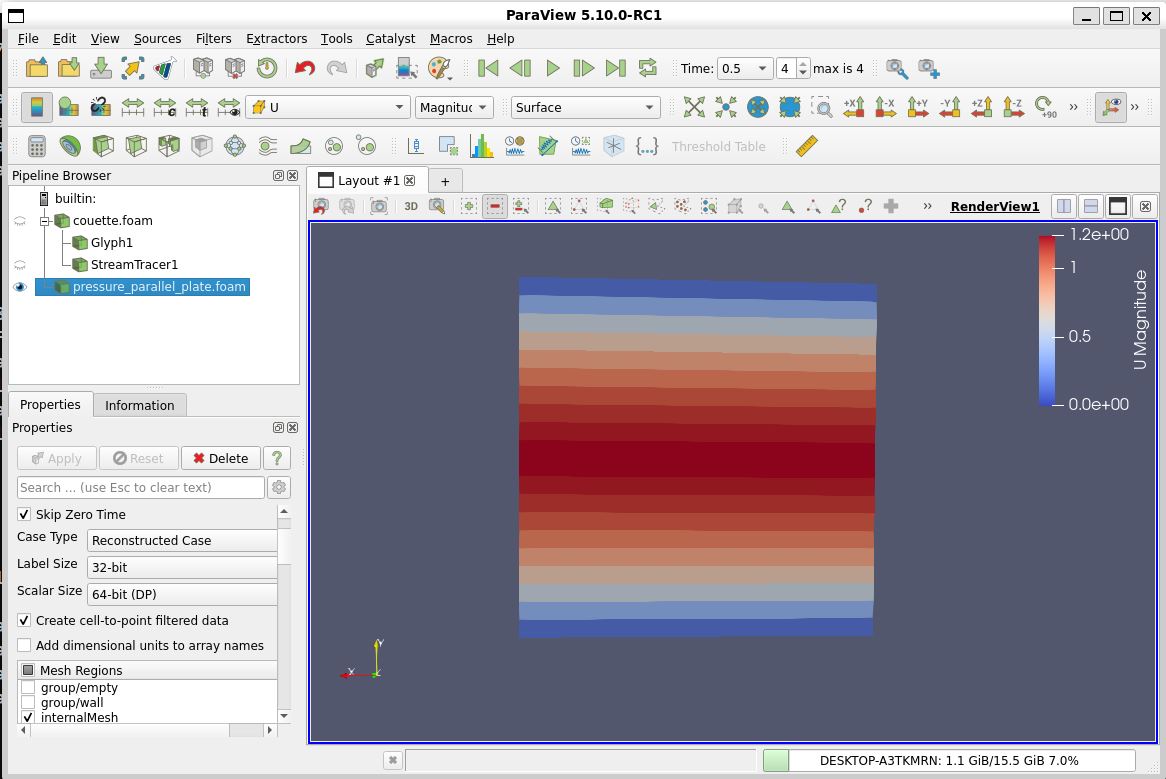 ParaView 5.10.0-RC1
File Edit View Sources Filters Extractors Tools Catalyst Macros Help
Time: 0.5 4 max is 4
U Magnituc Surface +X -X +Y -Y +Z -Z +90 »  »
Threshold Table
Pipeline Browser
builtin:
couette.foam
Glyph1
StreamTracer1
pressure_parallel_plate.foam
Properties Information
Properties
Apply Reset Delete ?
Search ... (use Esc to clear text)
Skip Zero Time
Case Type Reconstructed Case
Label Size 32-bit
Scalar Size 64-bit (DP)
Create cell-to-point filtered data
Add dimensional units to array names
Mesh Regions
group/empty
group/wall
internalMesh
Layout #1 +
3D » RenderView1
1.2e+00
1
0.5
0.0e+00
U Magnitude
Y
X
Z
DESKTOP-A3TKMRN: 1.1 GiB/15.5 GiB 7.0%